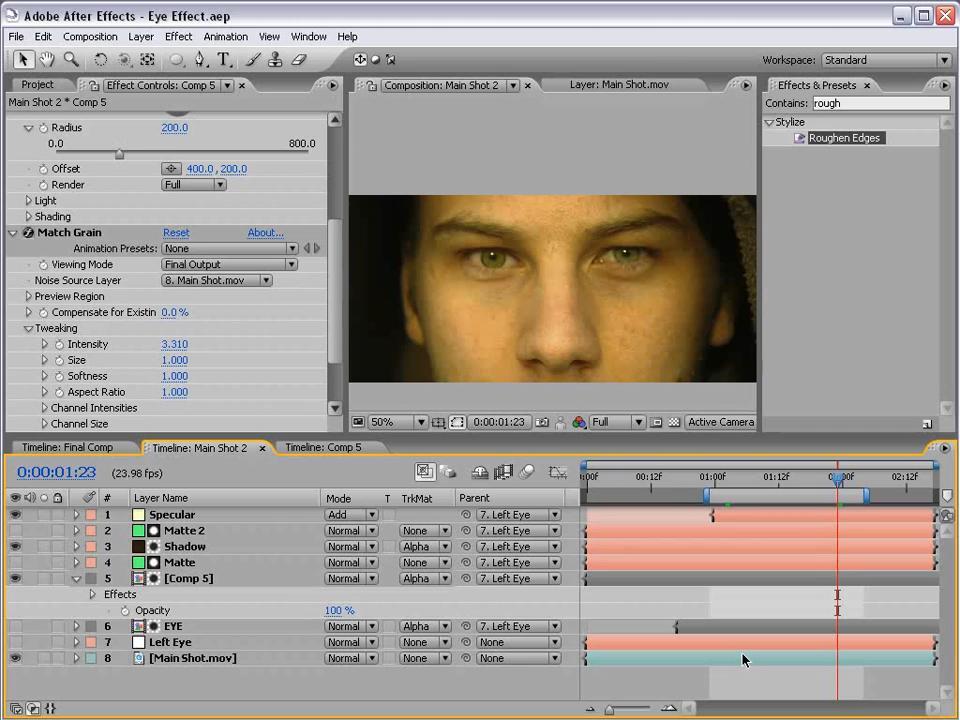 Adobe After Effects - Eye Effect.aep
File Edit Composition Layer Effect Animation View Window Help
Workspace: Standard
Project Effect Controls: Comp 5 Composition: Main Shot 2 Layer: Main Shot.mov Effects & Presets
Main Shot 2 * Comp 5 Contains: rough
Stylize
Roughen Edges
Radius 200.0
0.0 800.0
Offset 400.0 , 200.0
Render Full
Light
Shading
Match Grain Reset About...
Animation Presets: None
Viewing Mode Final Output
Noise Source Layer 8. Main Shot.mov
Preview Region
Compensate for Existin 0.0 %
Tweaking
Intensity 3.310
Size 1.000
Softness 1.000
Aspect Ratio 1.000
Channel Intensities
Channel Size
50% 0:00:01:23 Full Active Camera
Timeline: Final Comp Timeline: Main Shot 2 Timeline: Comp 5
0:00:01:23 (23.98 fps)
:00f 00:12f 01:00f 01:12f 02:00f 02:12f
# Layer Name Mode T TrkMat Parent
1 Specular Add 7. Left Eye
2 Matte 2 Normal None 7. Left Eye
3 Shadow Normal Alpha 7. Left Eye
4 Matte Normal None 7. Left Eye
5 [Comp 5] Normal Alpha 7. Left Eye
Effects
Opacity 100 %
6 EYE Normal Alpha 7. Left Eye
7 Left Eye Normal None None
8 [Main Shot.mov] Normal None None